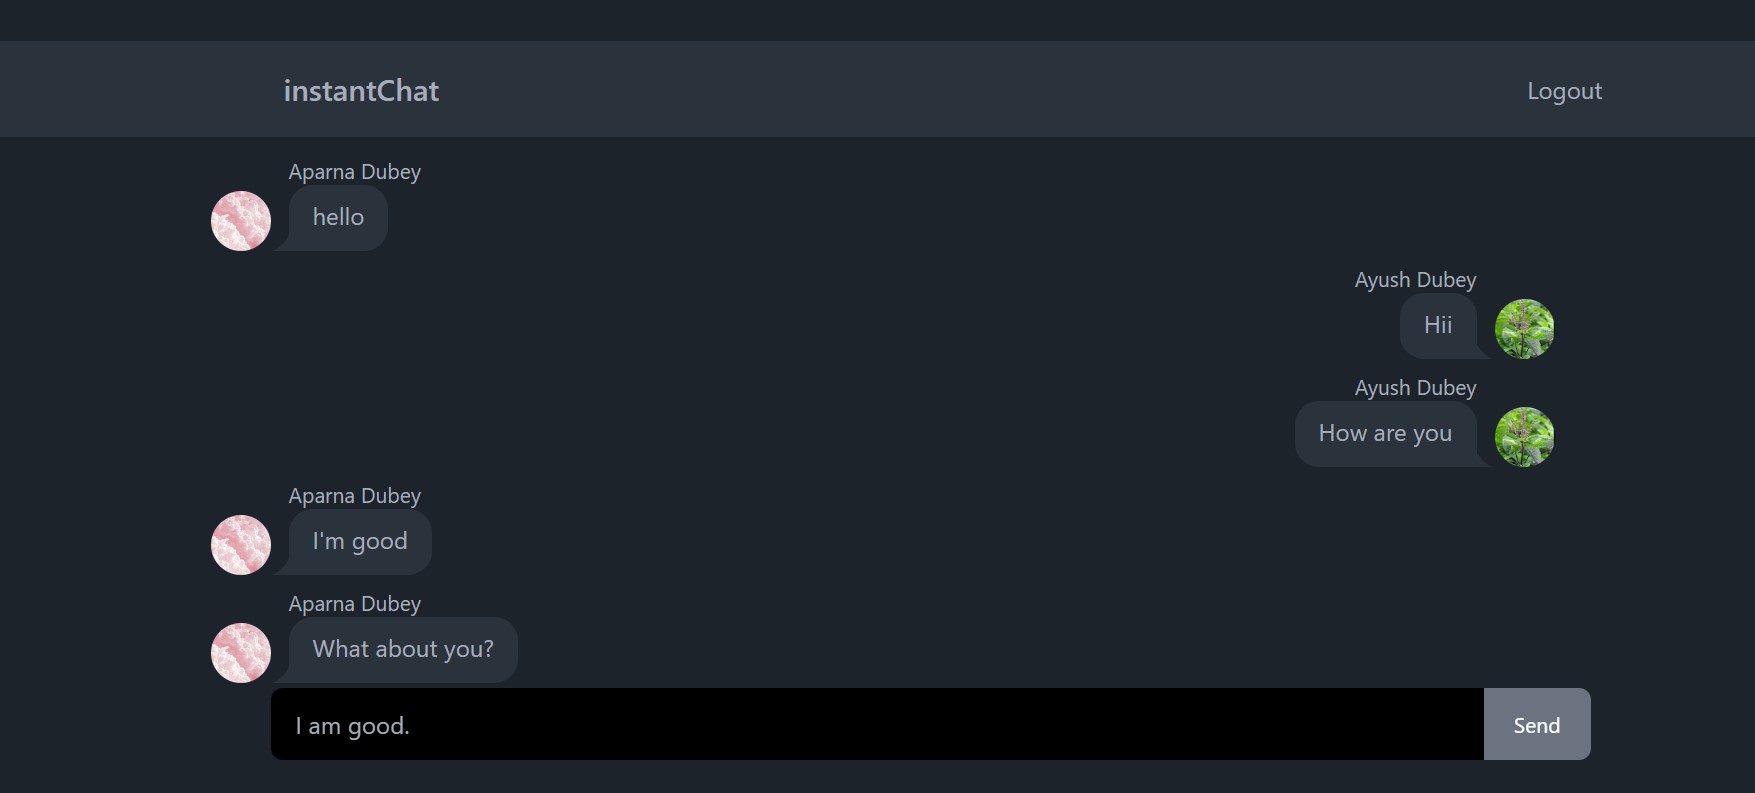 instantChat
Logout
Aparna Dubey
hello
Ayush Dubey
Hii
Ayush Dubey
How are you
Aparna Dubey
I'm good
Aparna Dubey
What about you?
I am good.
Send